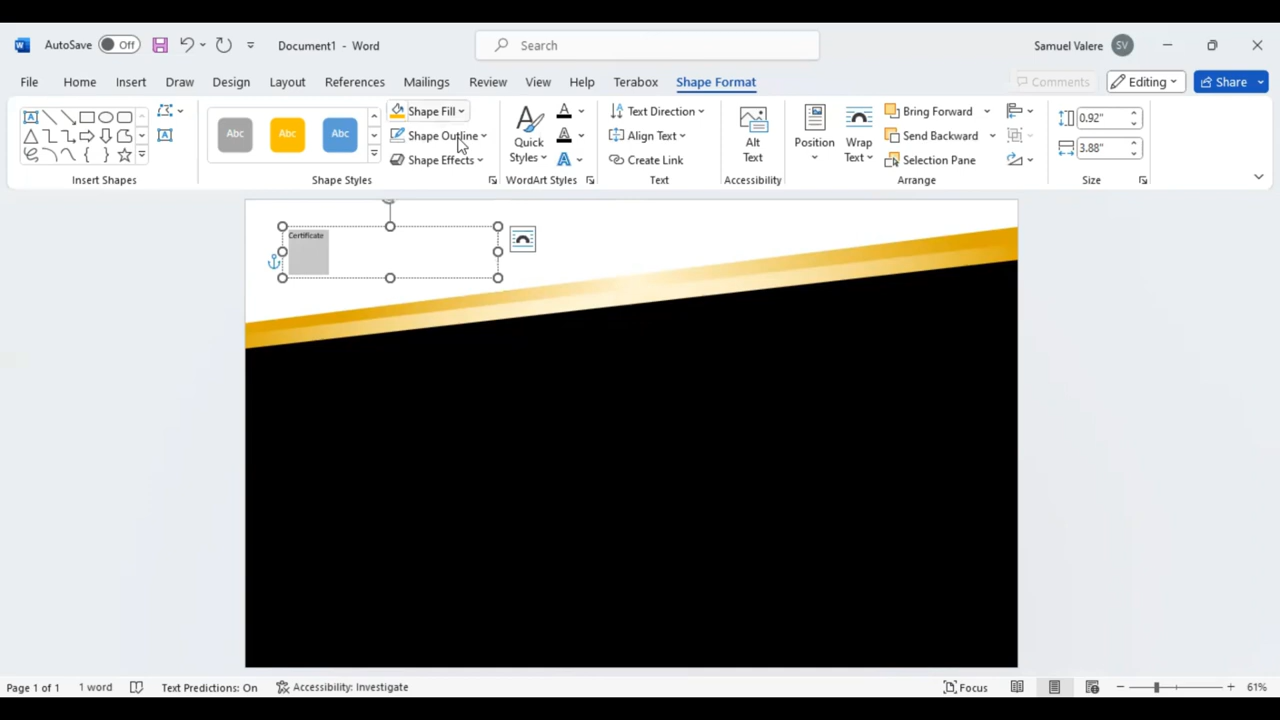 AutoSave Off Document1 - Word Search Samuel Valere SV
File Home Insert Draw Design Layout References Mailings Review View Help Terabox Shape Format Comments Editing Share
Abc Abc Abc
Shape Fill
Shape Outline
Shape Effects
Quick
Styles
Text Direction
Align Text
Create Link
Alt
Text
Position
Wrap
Text
Bring Forward
Send Backward
Selection Pane
0.92"
3.88"
Insert Shapes Shape Styles WordArt Styles Text Accessibility Arrange Size
Certificate
Page 1 of 1 1 word Text Predictions: On Accessibility: Investigate Focus 61%